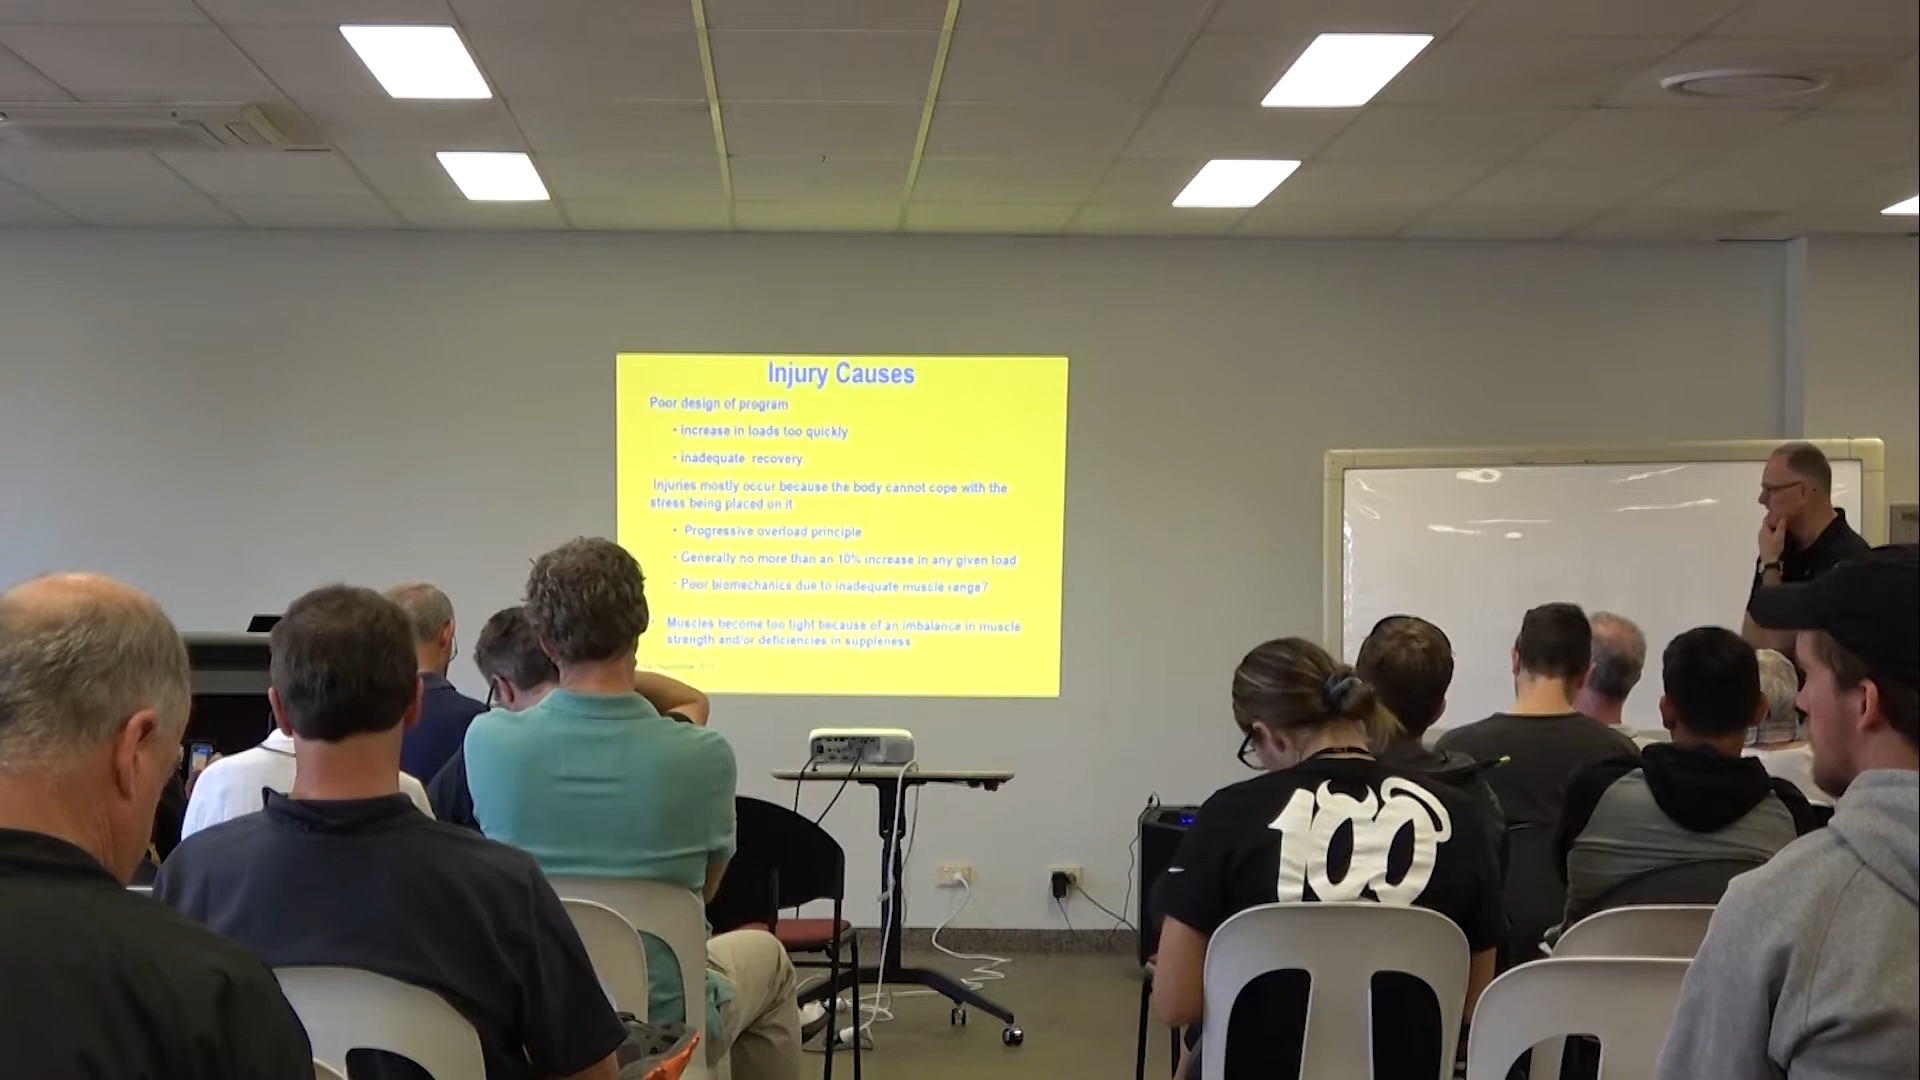 Injury Causes
Poor design of program
• increase in loads too quickly
• inadequate recovery
Injuries mostly occur because the body cannot cope with the
stress being placed on it
• Progressive overload principle
• Generally no more than an 10% increase in any given load
• Poor biomechanics due to inadequate muscle range?
• Muscles become too tight because of an imbalance in muscle
strength and/or deficiencies in suppleness
100